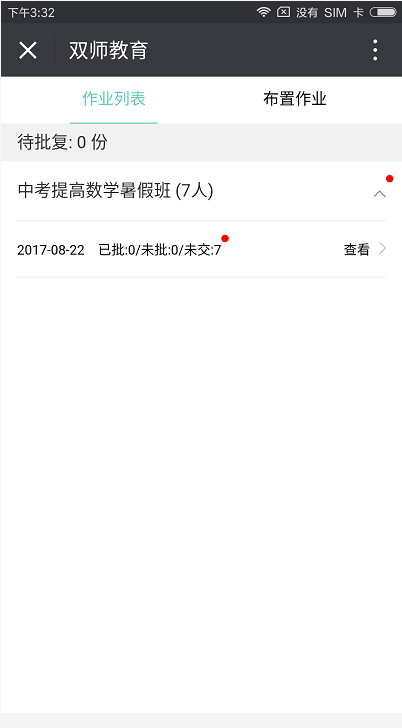 下午3:32 没有 SIM 卡
双师教育
作业列表 布置作业
待批复: 0 份
中考提高数学暑假班 (7人)
2017-08-22 已批:0/未批:0/未交:7 查看